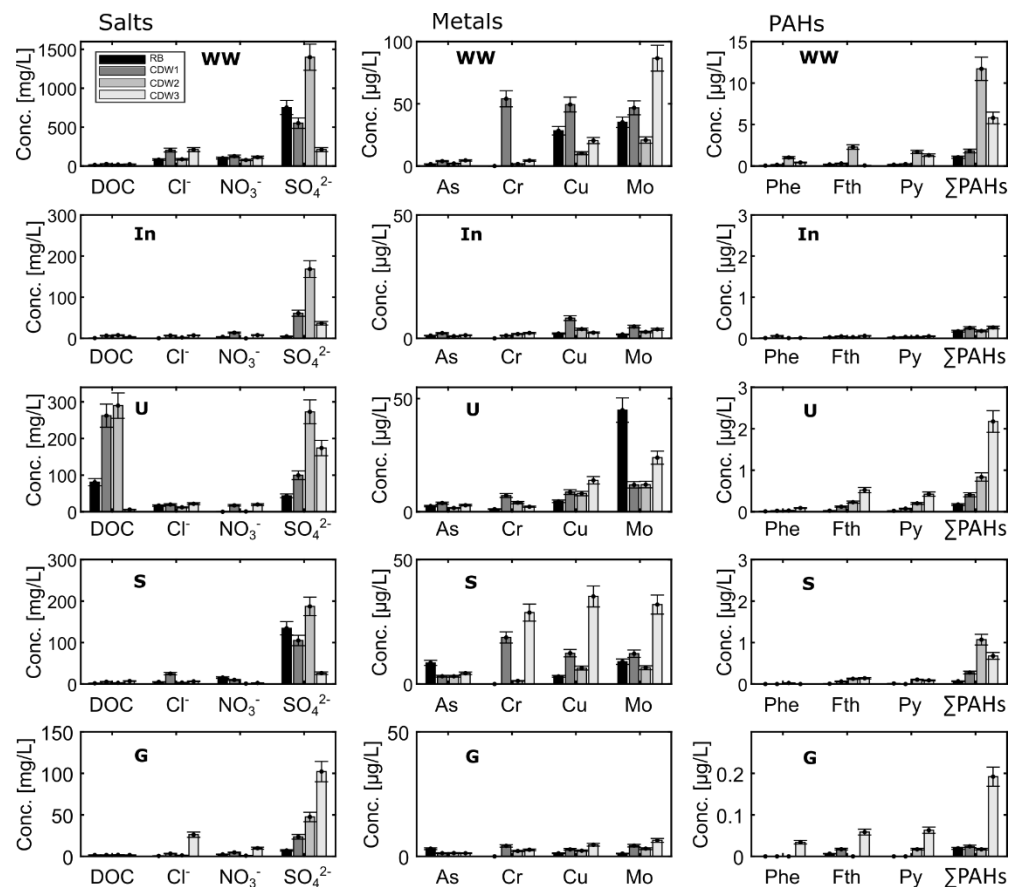 Salts Metals PAHs
1500
1000
500
0
Conc. [mg/L]
RB
CDW1
CDW2
CDW3
WW
DOC Cl⁻ NO₃⁻ SO₄²⁻
100
50
0
Conc. [µg/L]
WW
As Cr Cu Mo
15
10
5
0
Conc. [µg/L]
WW
Phe Fth Py ∑PAHs
300
200
100
0
Conc. [mg/L]
In
DOC Cl⁻ NO₃⁻ SO₄²⁻
50
0
Conc. [µg/L]
In
As Cr Cu Mo
3
2
1
0
Conc. [µg/L]
In
Phe Fth Py ∑PAHs
300
200
100
0
Conc. [mg/L]
U
DOC Cl⁻ NO₃⁻ SO₄²⁻
50
0
Conc. [µg/L]
U
As Cr Cu Mo
3
2
1
0
Conc. [µg/L]
U
Phe Fth Py ∑PAHs
300
200
100
0
Conc. [mg/L]
S
DOC Cl⁻ NO₃⁻ SO₄²⁻
50
0
Conc. [µg/L]
S
As Cr Cu Mo
3
2
1
0
Conc. [µg/L]
S
Phe Fth Py ∑PAHs
150
100
50
0
Conc. [mg/L]
G
DOC Cl⁻ NO₃⁻ SO₄²⁻
50
0
Conc. [µg/L]
G
As Cr Cu Mo
0.2
0.1
0
Conc. [µg/L]
G
Phe Fth Py ∑PAHs